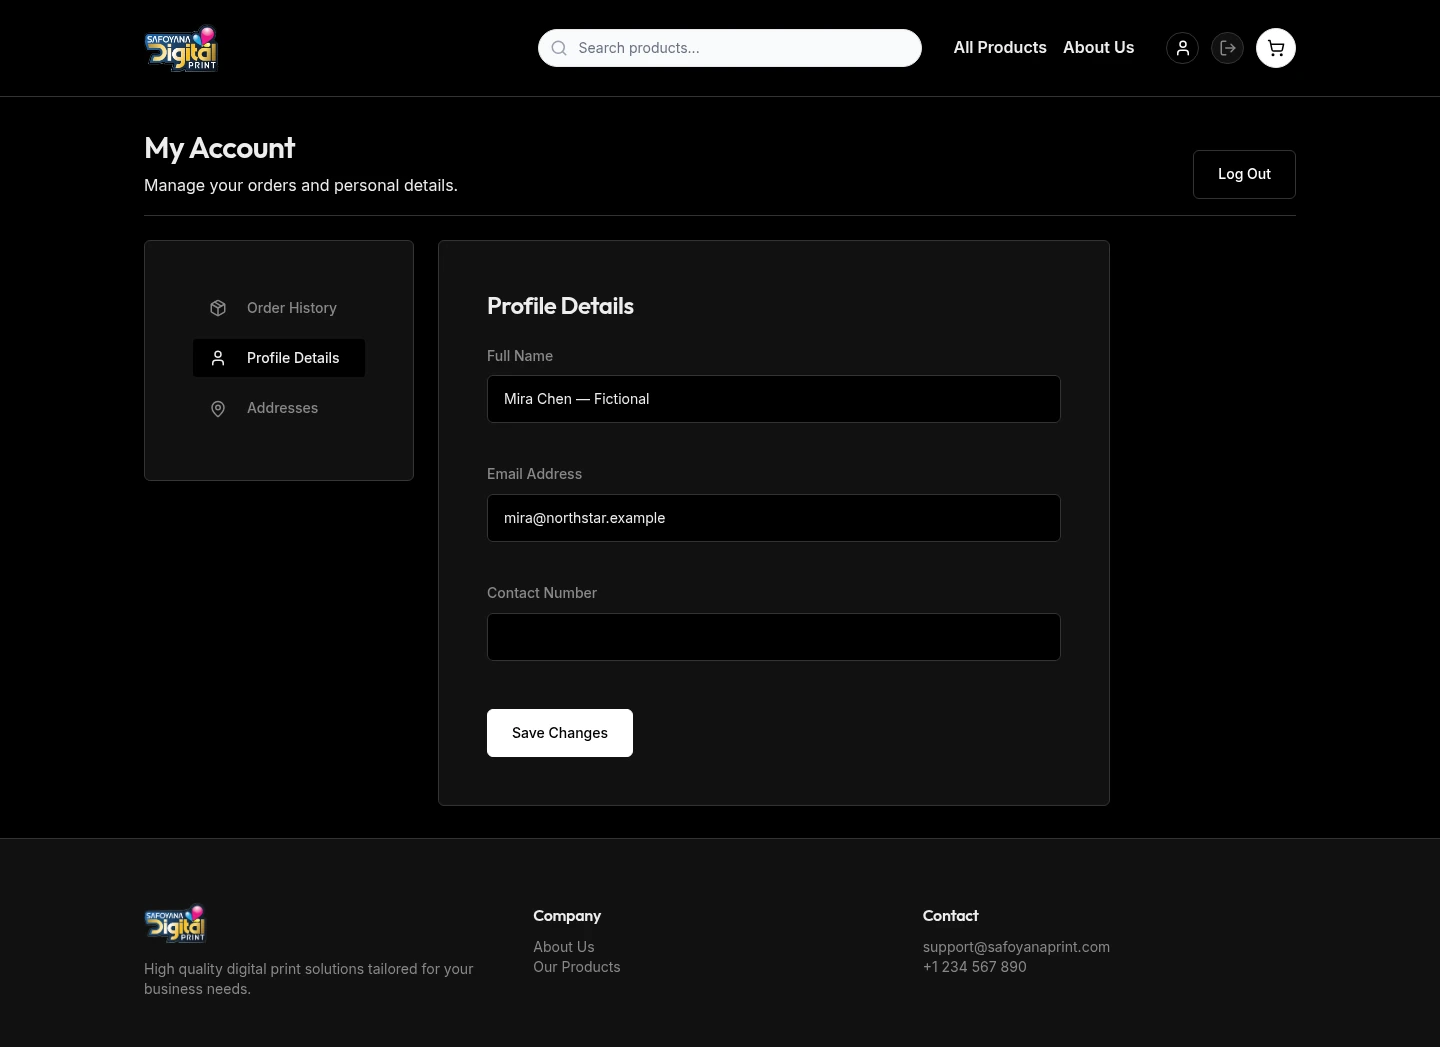 SAFOYANA
Digital
PRINT
Search products...
All Products
About Us
My Account
Manage your orders and personal details.
Log Out
Order History
Profile Details
Addresses
Profile Details
Full Name
Mira Chen — Fictional
Email Address
mira@northstar.example
Contact Number
Save Changes
SAFOYANA
Digital
PRINT
High quality digital print solutions tailored for your
business needs.
Company
About Us
Our Products
Contact
support@safoyanaprint.com
+1 234 567 890